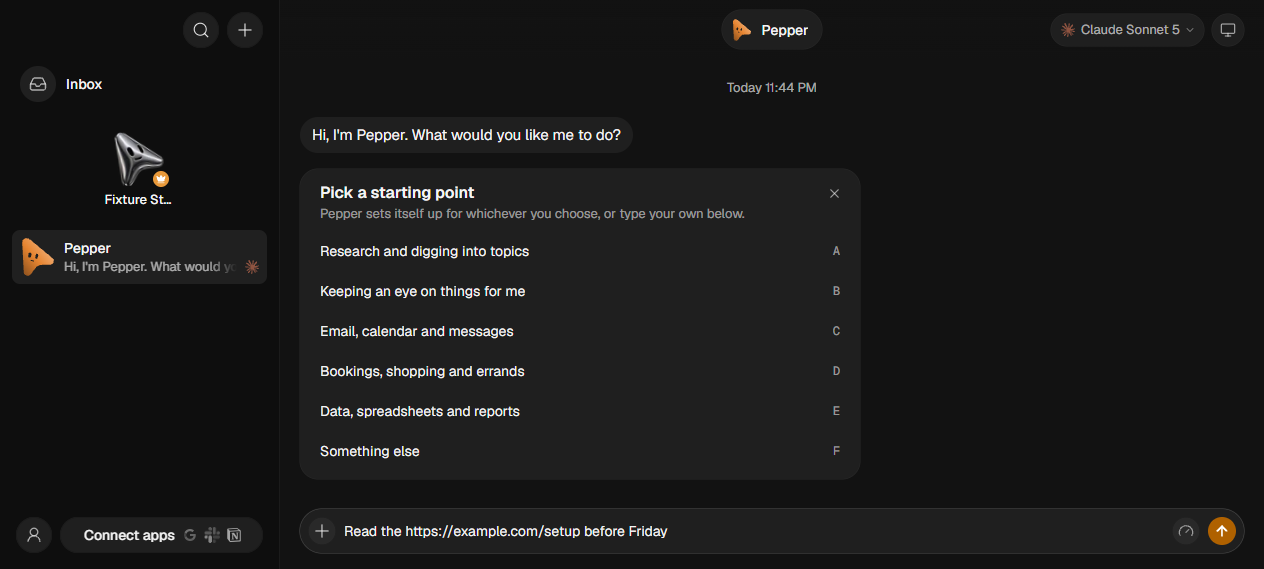 Inbox
Fixture St...
Pepper
Hi, I'm Pepper. What would yo
Connect apps
Pepper
Claude Sonnet 5
Today 11:44 PM
Hi, I'm Pepper. What would you like me to do?
Pick a starting point
Pepper sets itself up for whichever you choose, or type your own below.
Research and digging into topics A
Keeping an eye on things for me B
Email, calendar and messages C
Bookings, shopping and errands D
Data, spreadsheets and reports E
Something else F
Read the https://example.com/setup before Friday